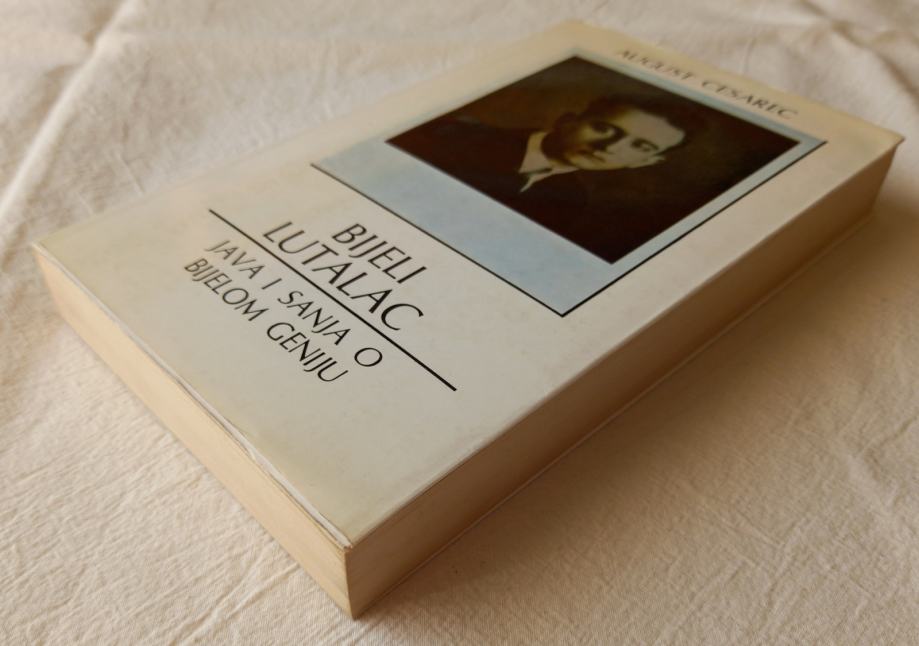 AUGUST CESAREC
BIJELI
LUTALAC
JAVA I SANJA O
BIJELOM GENIJU